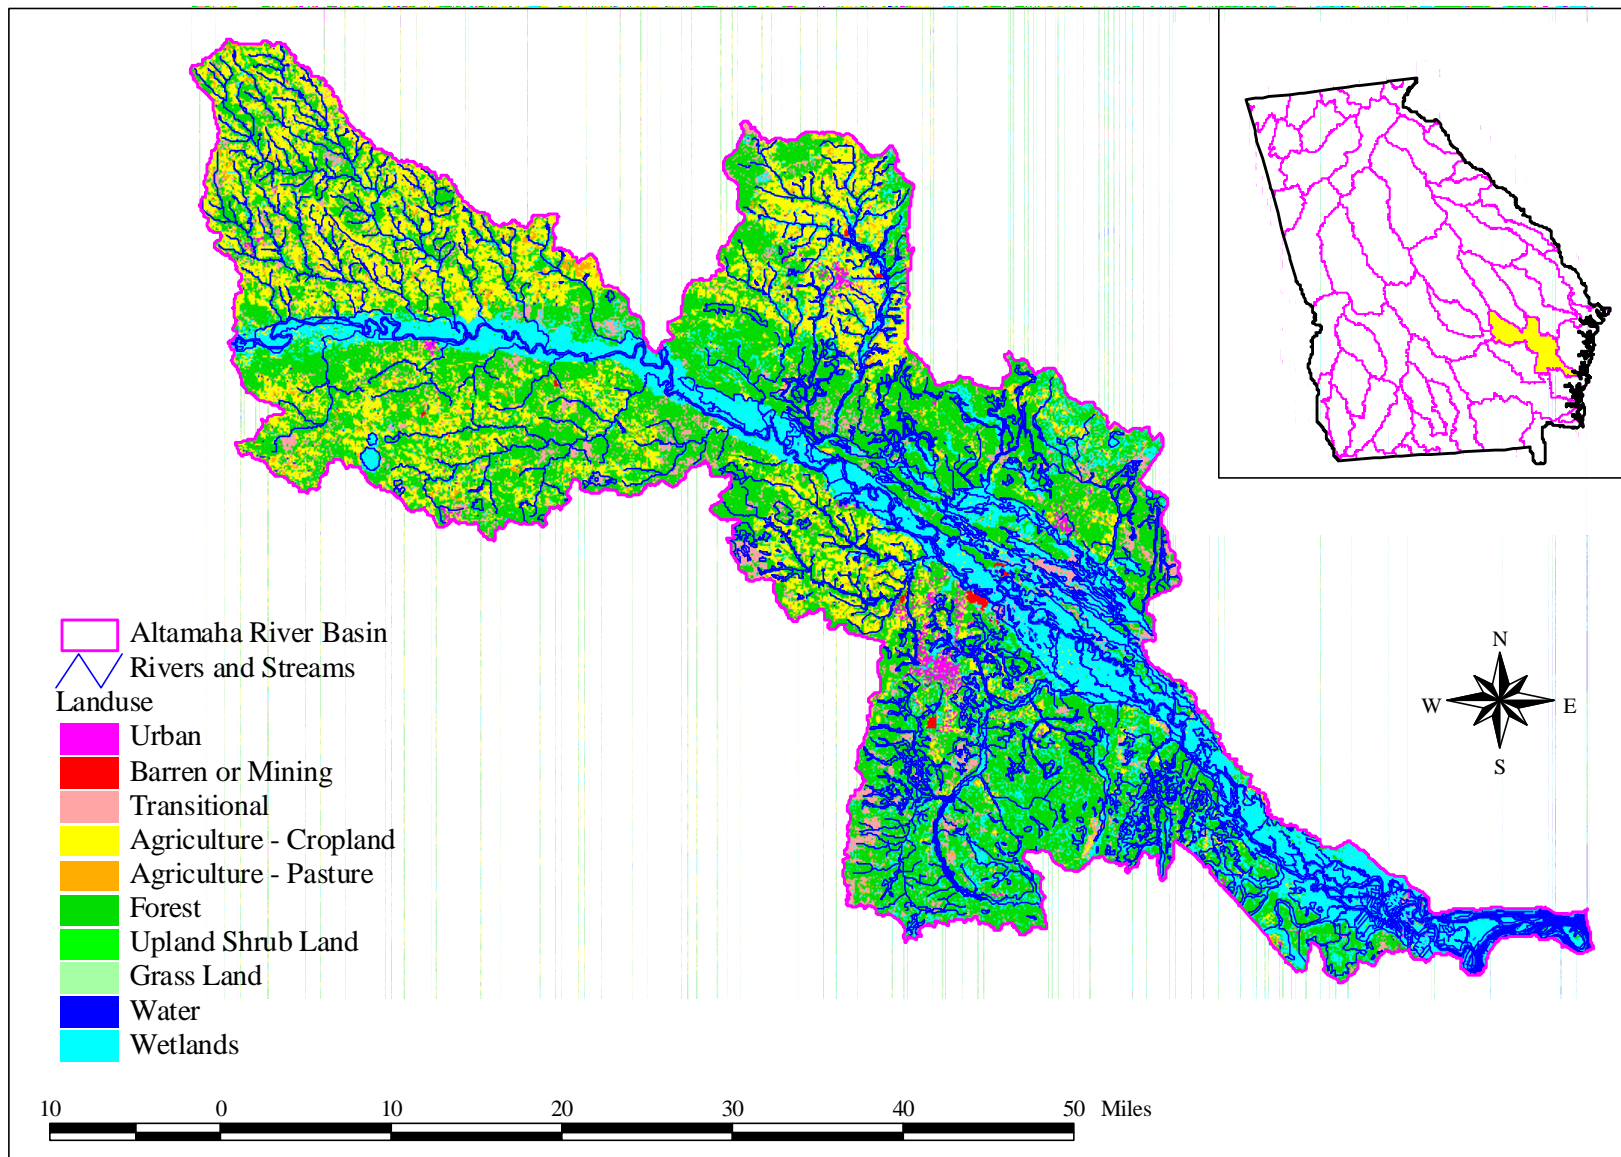 Altamaha River Basin
Rivers and Streams
Landuse
Urban
Barren or Mining
Transitional
Agriculture - Cropland
Agriculture - Pasture
Forest
Upland Shrub Land
Grass Land
Water
Wetlands
N
W E
S
10 0 10 20 30 40 50 Miles